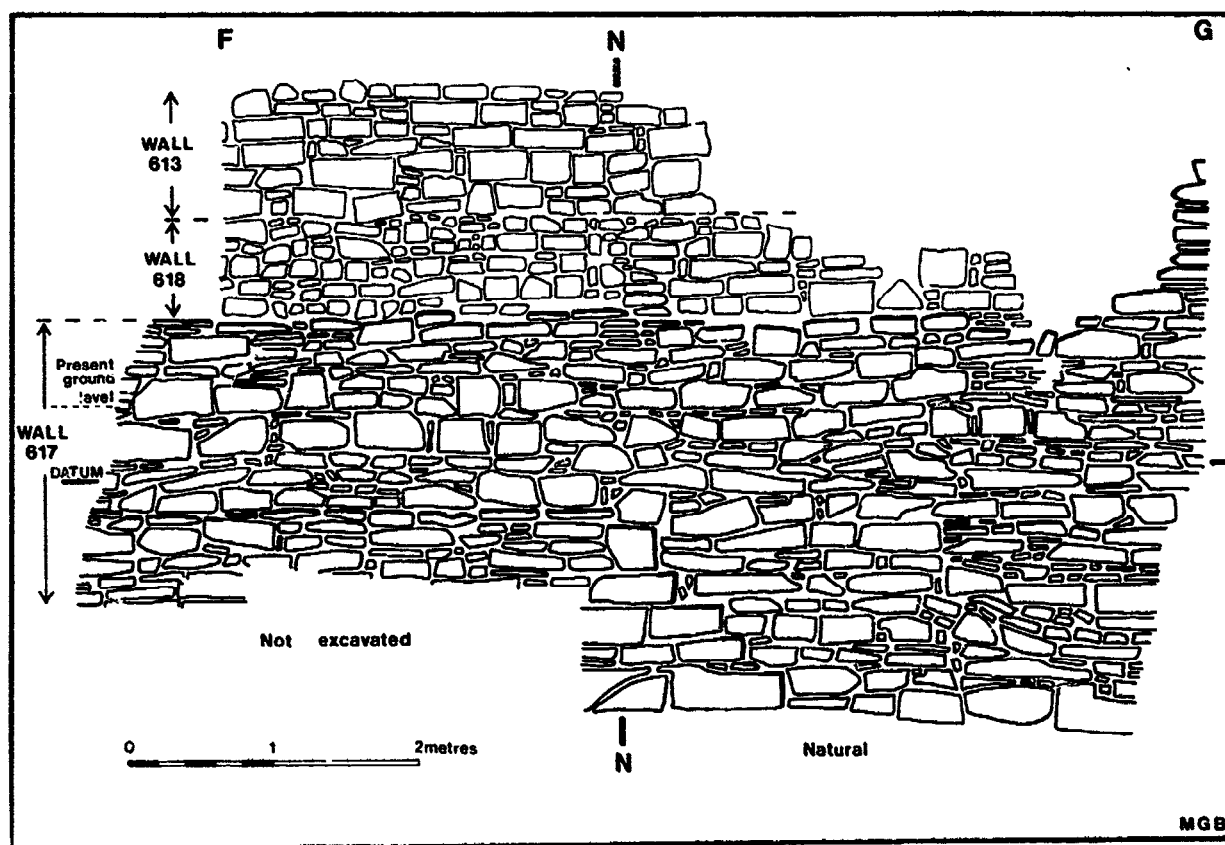 F N G
WALL
613
WALL
618
Present
ground
level
WALL
617
DATUM
Not excavated
0 1 2metres
N
Natural
MGB